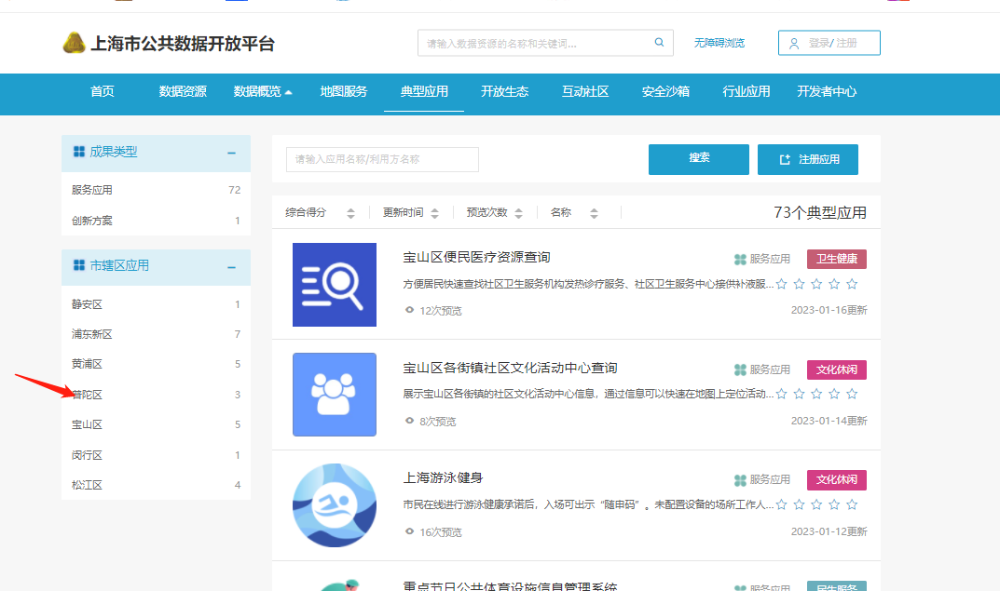 上海市公共数据开放平台
请输入数据资源的名称和关键词...
无障碍浏览
登录/ 注册
首页 数据资源 数据概览 地图服务 典型应用 开放生态 互动社区 安全沙箱 行业应用 开发者中心
成果类型
服务应用 72
创新方案 1
市辖区应用
静安区 1
浦东新区 7
黄浦区 5
普陀区 3
宝山区 5
闵行区 1
松江区 4
请输入应用名称/利用方名称
搜索
注册应用
综合得分 更新时间 预览次数 名称 73个典型应用
宝山区便民医疗资源查询 服务应用 卫生健康
方便居民快速查找社区卫生服务机构发热诊疗服务、社区卫生服务中心接供补液服...
12次预览 2023-01-16更新
宝山区各街镇社区文化活动中心查询 服务应用 文化休闲
展示宝山区各街镇的社区文化活动中心信息，通过信息可以快速在地图上定位活动...
8次预览 2023-01-14更新
上海游泳健身 服务应用 文化休闲
市民在线进行游泳健康承诺后，入场可出示“随申码”。未配置设备的场所工作人...
16次预览 2023-01-12更新
重点节日公共体育设施信息管理系统 服务应用 民生服务